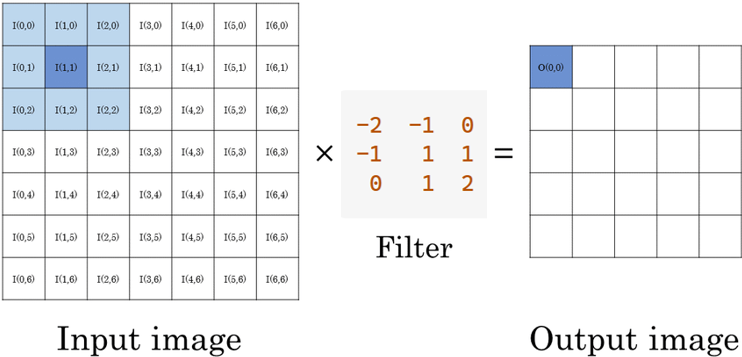 I(0,0) I(1,0) I(2,0) I(3,0) I(4,0) I(5,0) I(6,0)
I(0,1) I(1,1) I(2,1) I(3,1) I(4,1) I(5,1) I(6,1)
I(0,2) I(1,2) I(2,2) I(3,2) I(4,2) I(5,2) I(6,2)
I(0,3) I(1,3) I(2,3) I(3,3) I(4,3) I(5,3) I(6,3)
I(0,4) I(1,4) I(2,4) I(3,4) I(4,4) I(5,4) I(6,4)
I(0,5) I(1,5) I(2,5) I(3,5) I(4,5) I(5,5) I(6,5)
I(0,6) I(1,6) I(2,6) I(3,6) I(4,6) I(5,6) I(6,6)
Input image
×
-2 -1 0
-1 1 1
0 1 2
Filter
=
O(0,0)
Output image